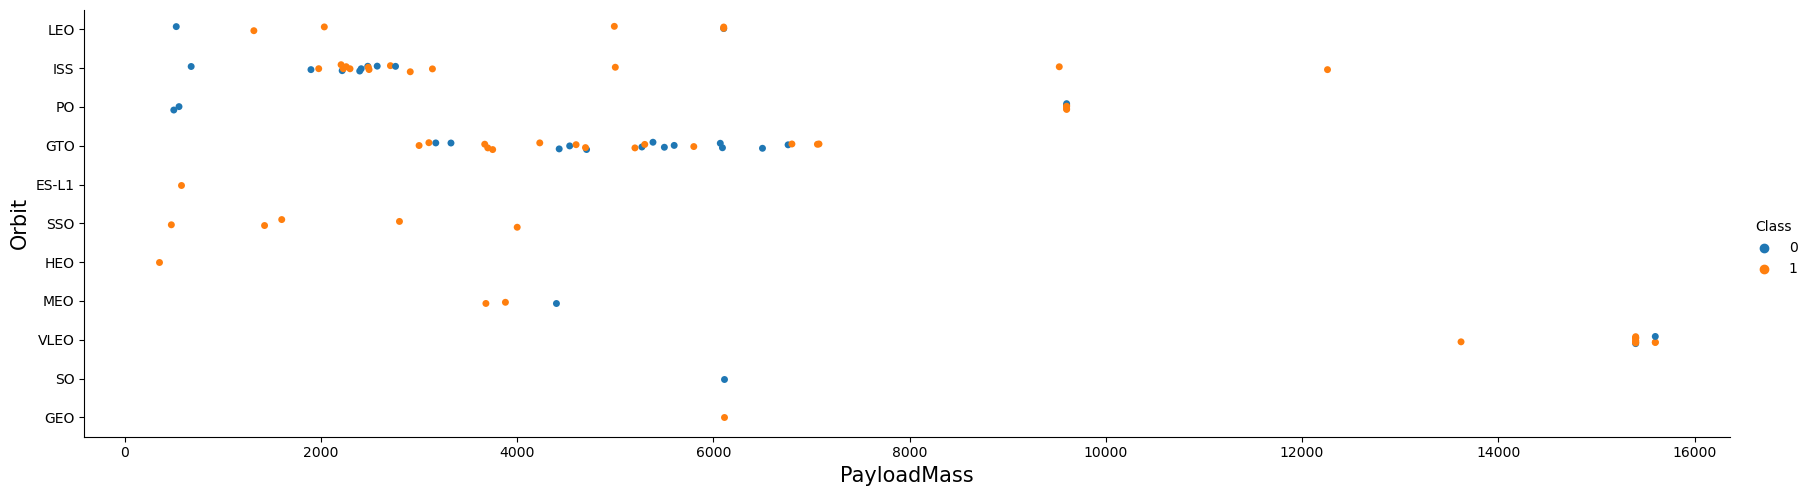 LEO
ISS
PO
GTO
ES-L1
SSO
HEO
MEO
VLEO
SO
GEO
Orbit
0 2000 4000 6000 8000 10000 12000 14000 16000
PayloadMass
Class
0
1